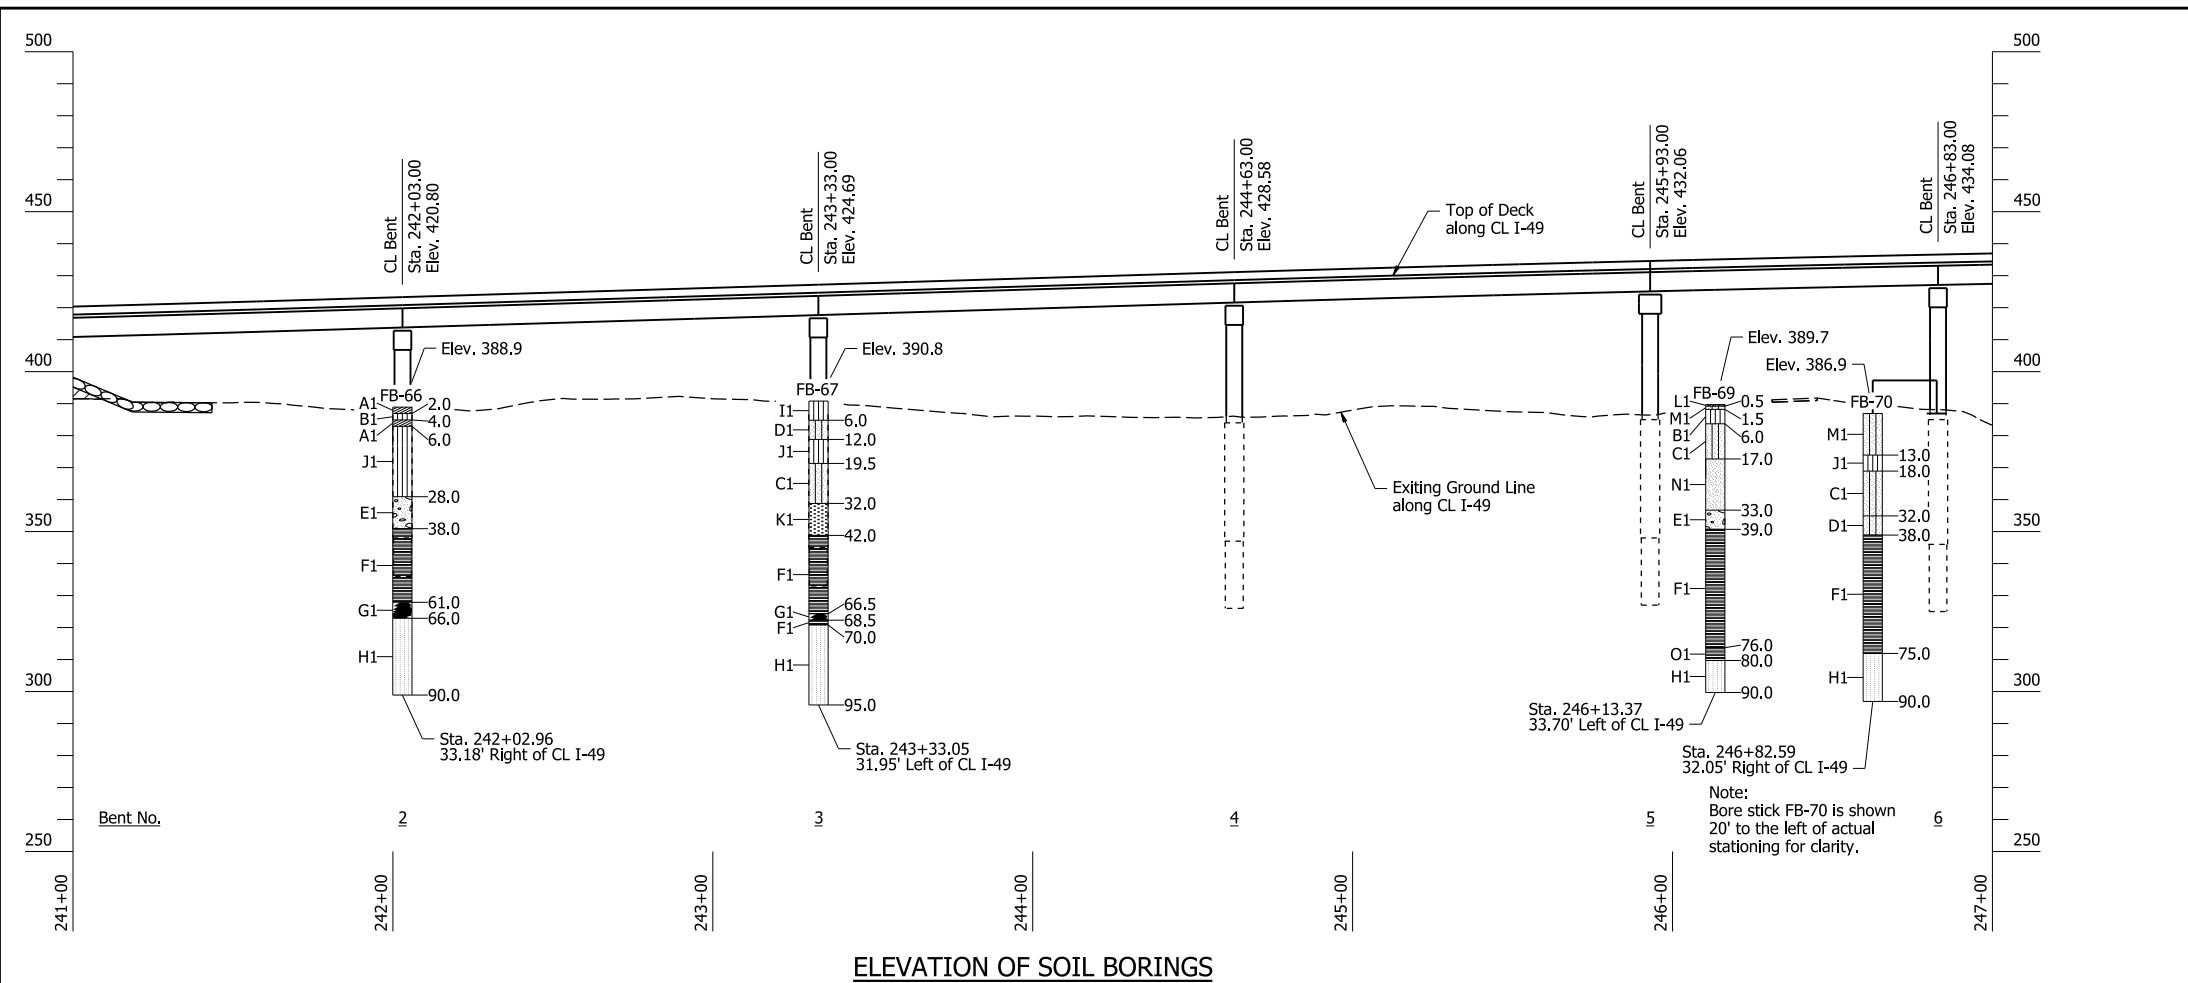 500
500
450
450
400
400
350
350
300
300
250
250
CL Bent
Sta. 242+03.00
Elev. 420.80
CL Bent
Sta. 243+33.00
Elev. 424.69
CL Bent
Sta. 244+63.00
Elev. 428.58
CL Bent
Sta. 245+93.00
Elev. 432.06
CL Bent
Sta. 246+83.00
Elev. 434.08
Top of Deck
along CL I-49
Elev. 388.9
FB-66
A1
2.0
B1
4.0
A1
6.0
J1
28.0
E1
38.0
F1
61.0
G1
66.0
H1
90.0
Sta. 242+02.96
33.18' Right of CL I-49
Elev. 390.8
FB-67
I1
6.0
D1
12.0
J1
19.5
C1
32.0
K1
42.0
F1
66.5
G1
68.5
F1
70.0
H1
95.0
Sta. 243+33.05
31.95' Left of CL I-49
Exiting Ground Line
along CL I-49
Elev. 389.7
FB-69
L1
0.5
M1
1.5
B1
6.0
C1
17.0
N1
33.0
E1
39.0
F1
76.0
O1
80.0
H1
90.0
Sta. 246+13.37
33.70' Left of CL I-49
Elev. 386.9
FB-70
M1
13.0
J1
18.0
C1
32.0
D1
38.0
F1
75.0
H1
90.0
Sta. 246+82.59
32.05' Right of CL I-49
Note:
Bore stick FB-70 is shown
20' to the left of actual
stationing for clarity.
Bent No.
2
3
4
5
6
241+00
242+00
243+00
244+00
245+00
246+00
247+00
ELEVATION OF SOIL BORINGS